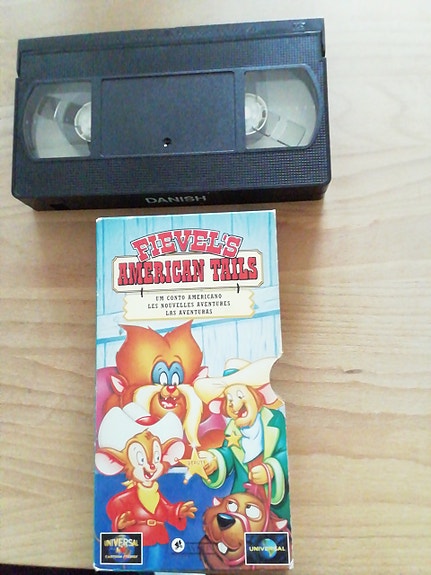 DANISH
FIEVEL'S
AMERICAN TAILS
UM CONTO AMERICANO
LES NOUVELLES AVENTURES
LAS AVENTURAS
UNIVERSAL
UNIVERSAL